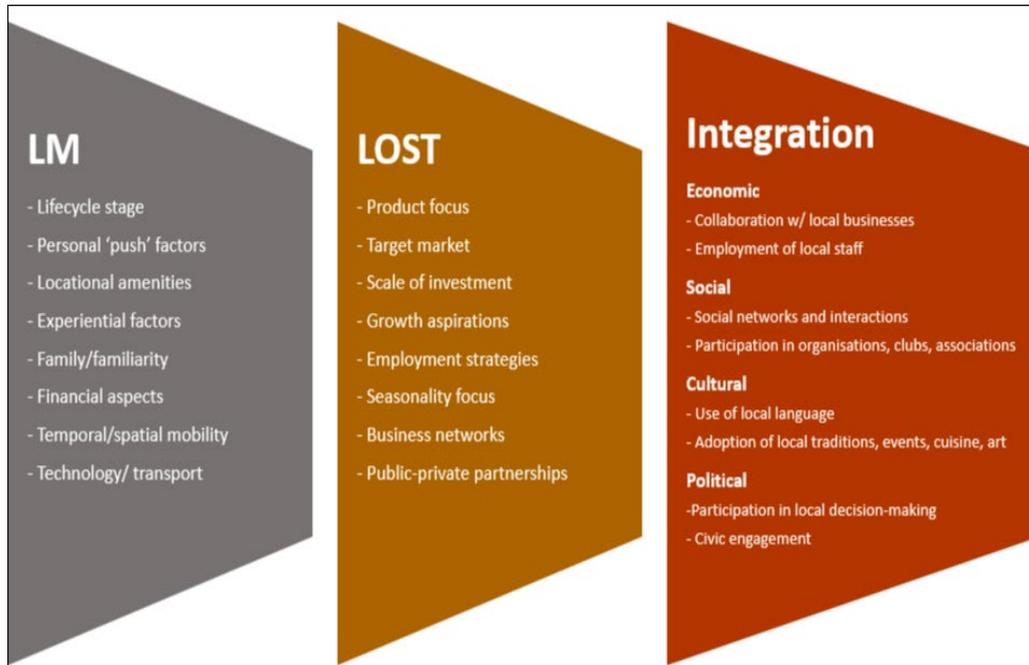 LM
- Lifecycle stage
- Personal ‘push’ factors
- Locational amenities
- Experiential factors
- Family/familiarity
- Financial aspects
- Temporal/spatial mobility
- Technology/ transport
LOST
- Product focus
- Target market
- Scale of investment
- Growth aspirations
- Employment strategies
- Seasonality focus
- Business networks
- Public-private partnerships
Integration
Economic
- Collaboration w/ local businesses
- Employment of local staff
Social
- Social networks and interactions
- Participation in organisations, clubs, associations
Cultural
- Use of local language
- Adoption of local traditions, events, cuisine, art
Political
-Participation in local decision-making
- Civic engagement